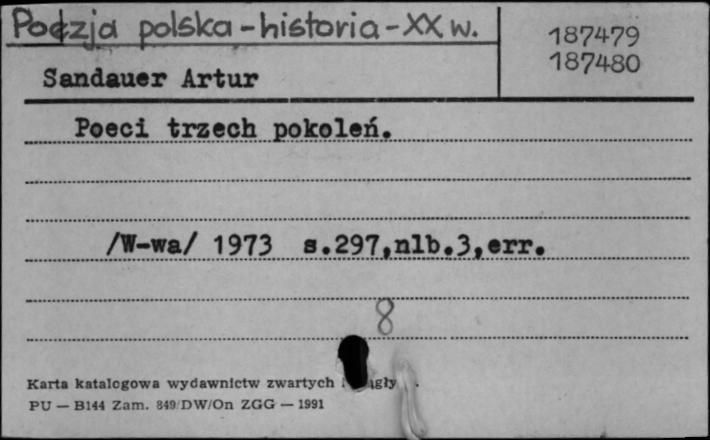 Poezja polska - historia - XX w.
187479
187480
Sandauer Artur
Poeci trzech pokoleń.
/W-wa/ 1973 s.297,nlb.3,err.
8
Karta katalogowa wydawnictw zwartych
PU — B144 Zam. 849/DW/On ZGG — 1991